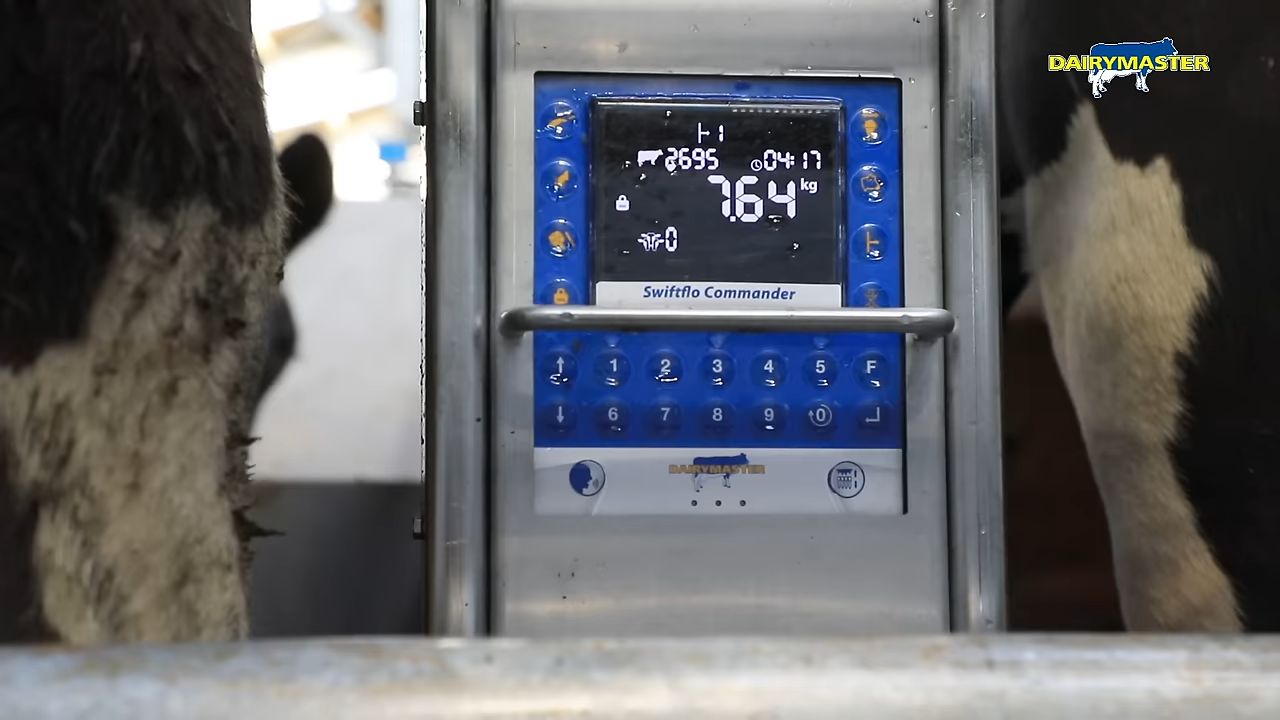 DAIRYMASTER
⊢1
2695 04:17
7.64 kg
0
Swiftflo Commander
↑ 1 2 3 4 5 F
↓ 6 7 8 9 0 ↵
DAIRYMASTER